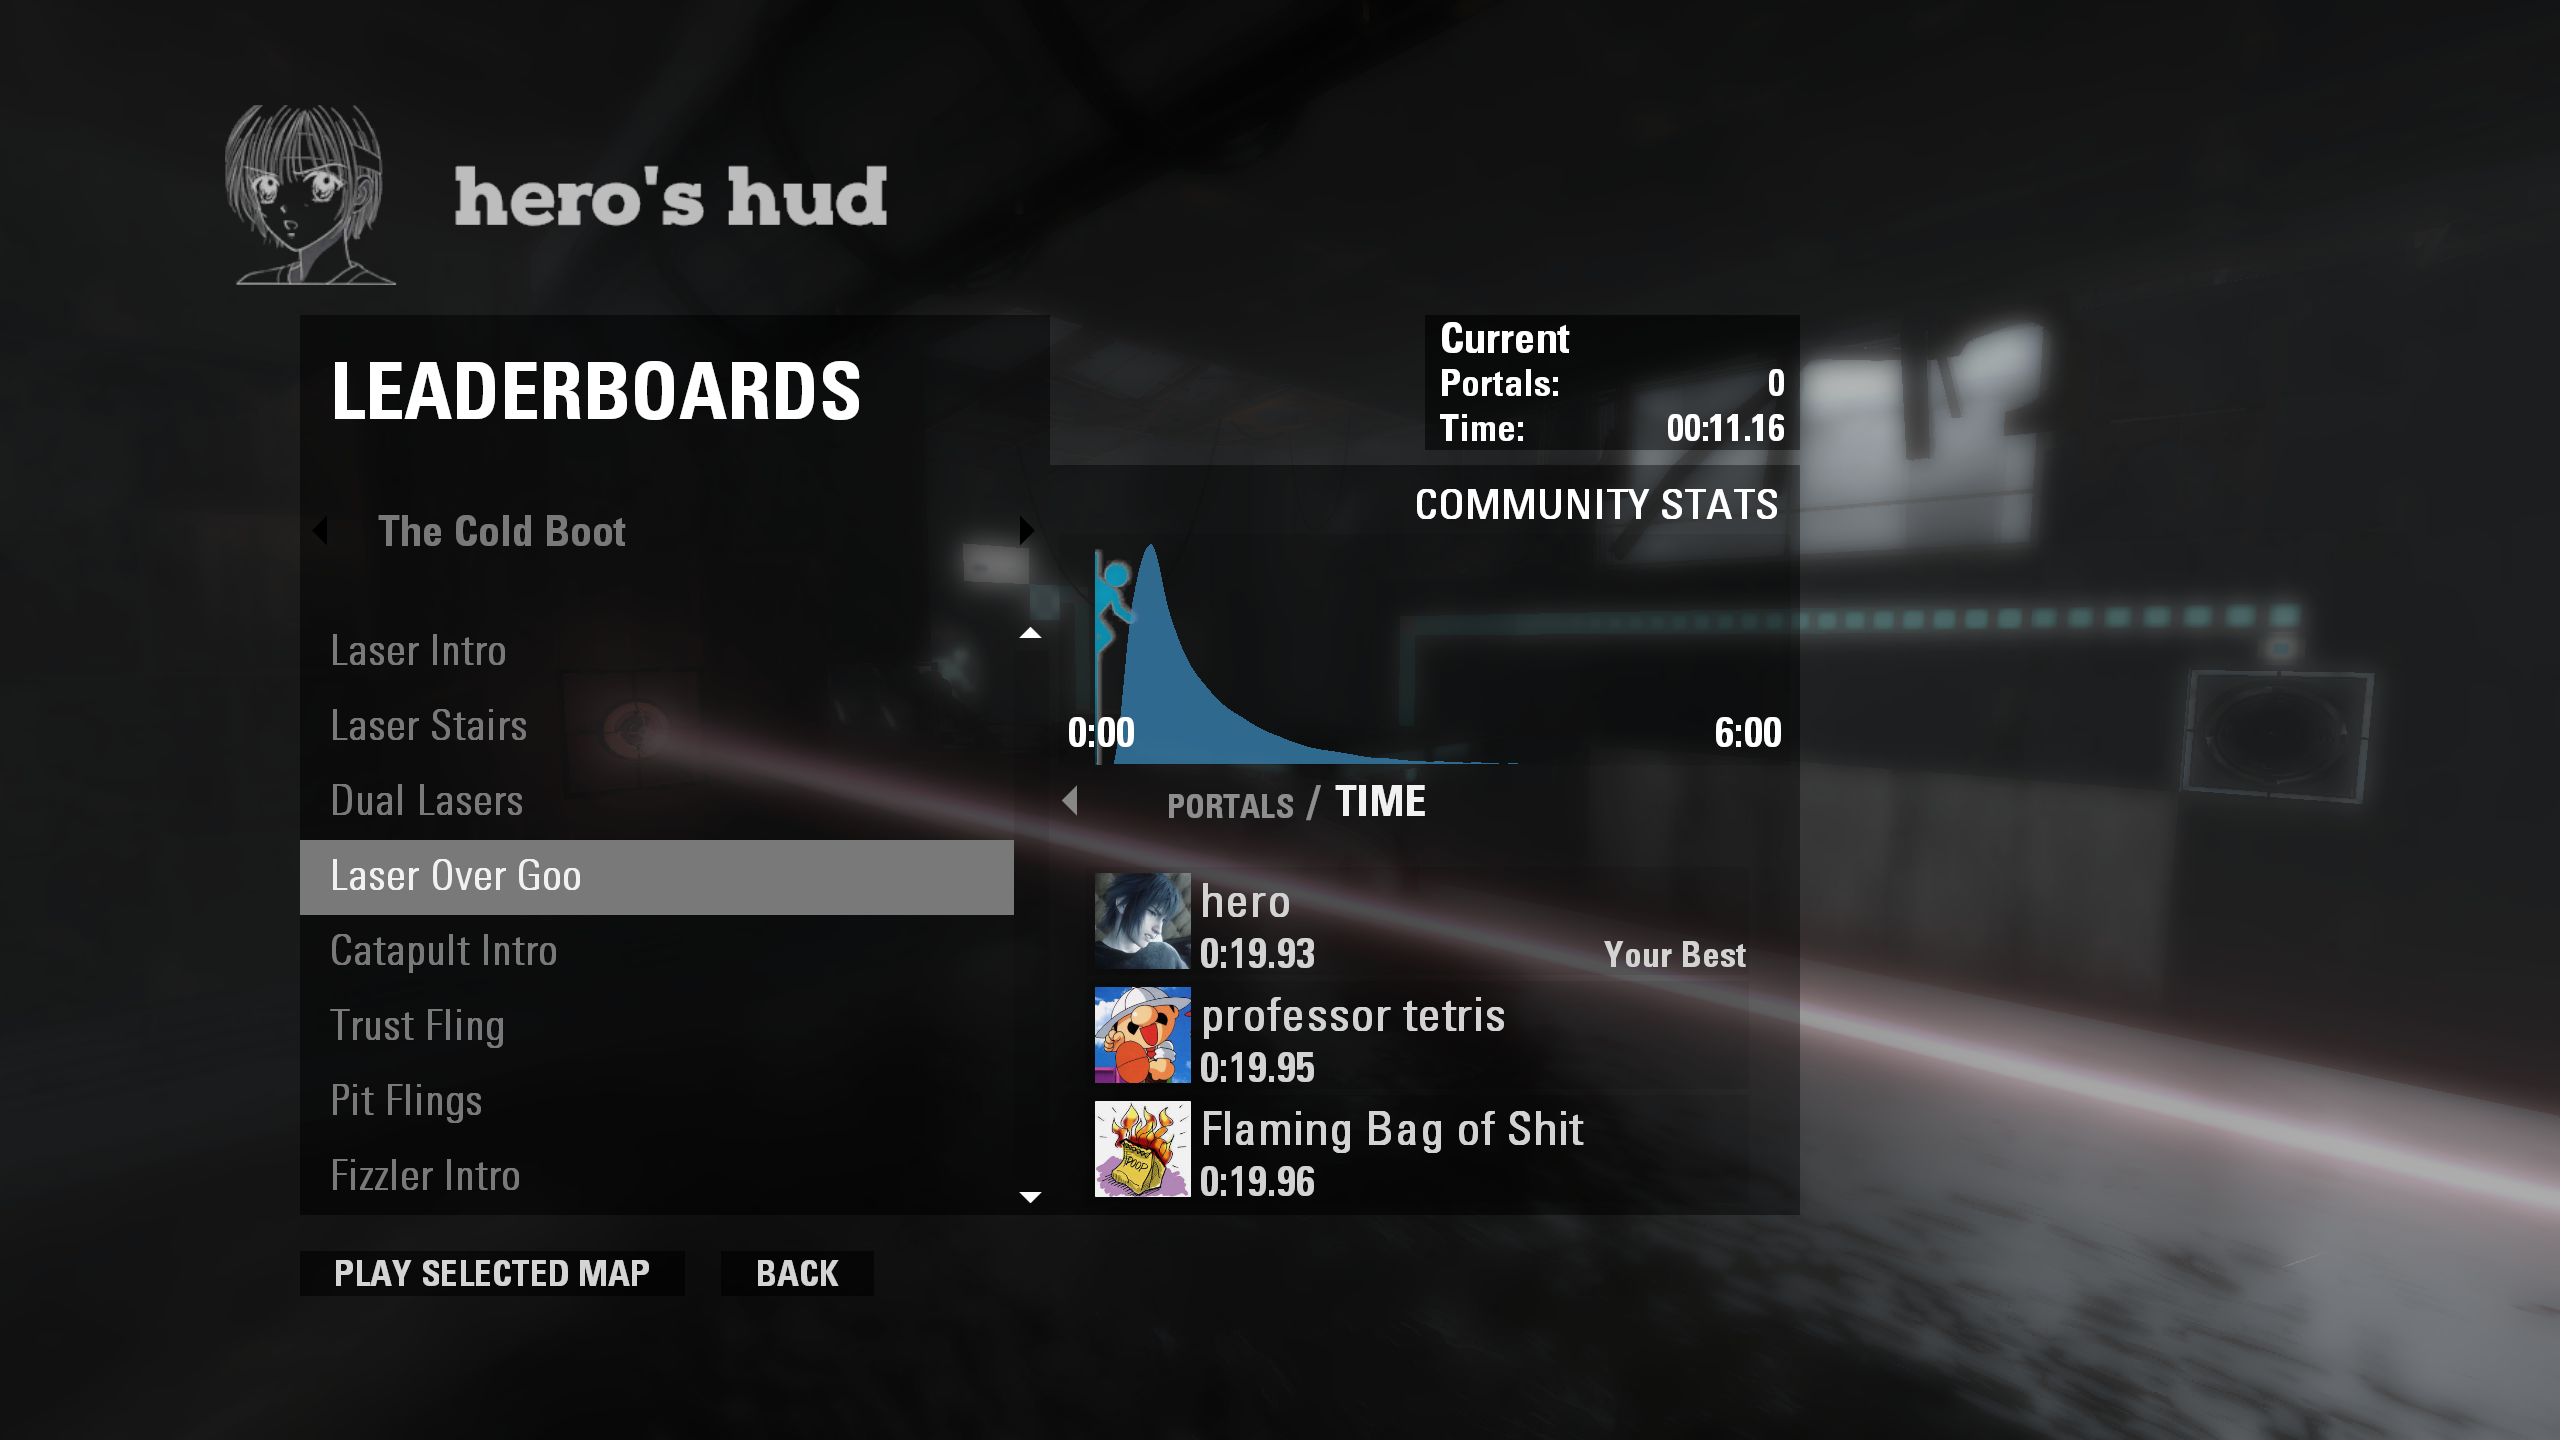 hero's hud
LEADERBOARDS
The Cold Boot
Laser Intro
Laser Stairs
Dual Lasers
Laser Over Goo
Catapult Intro
Trust Fling
Pit Flings
Fizzler Intro
PLAY SELECTED MAP
BACK
Current
Portals: 0
Time: 00:11.16
COMMUNITY STATS
0:00 6:00
PORTALS / TIME
hero
0:19.93 Your Best
professor tetris
0:19.95
Flaming Bag of Shit
0:19.96
POOP